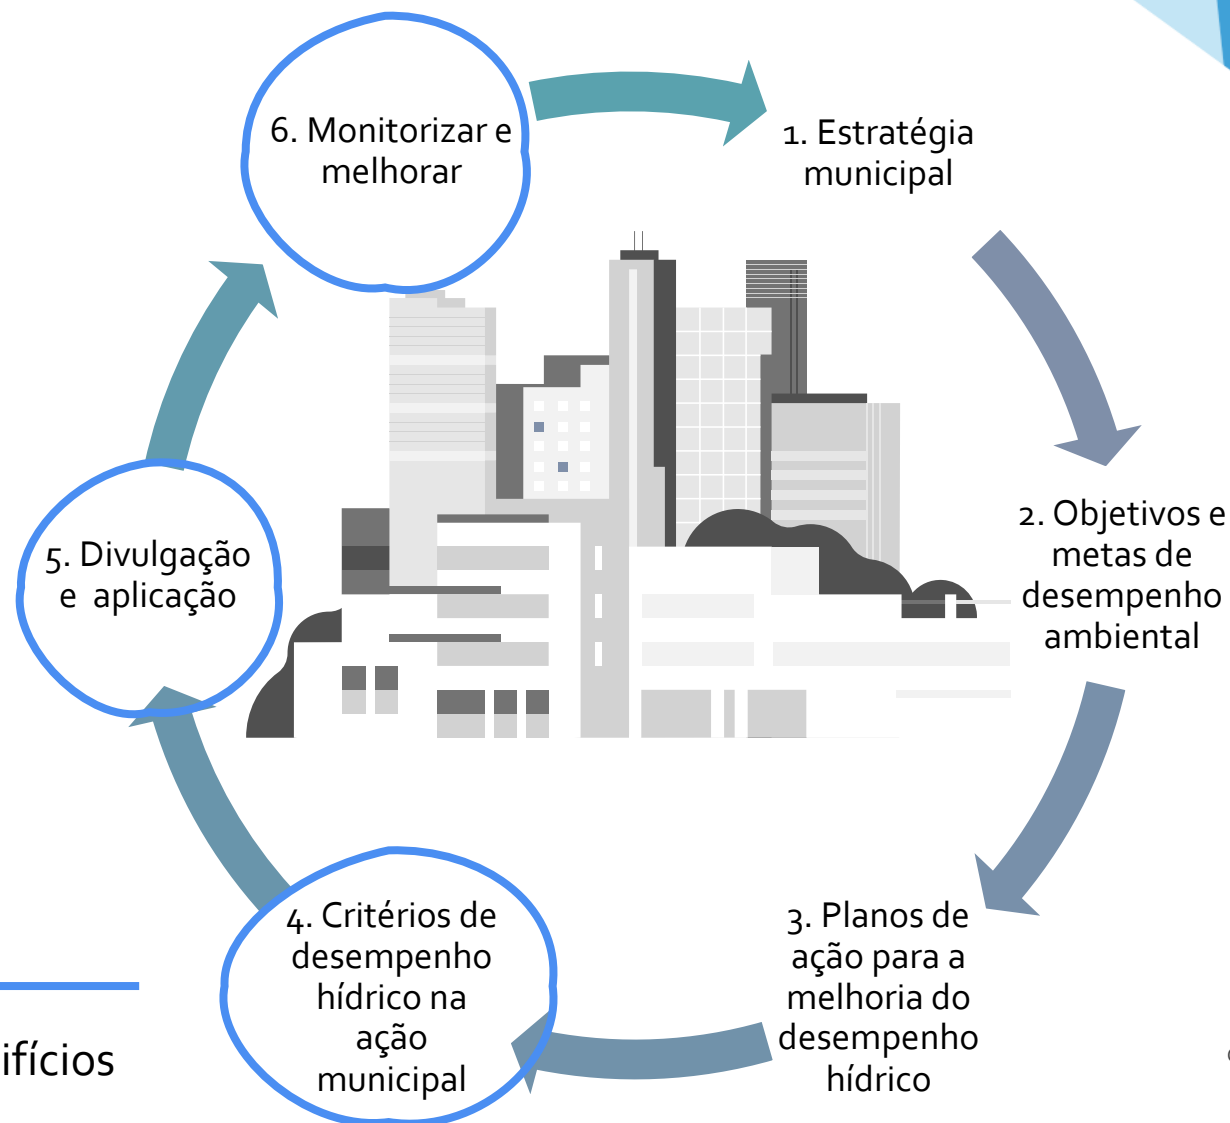 6. Monitorizar e
melhorar
1. Estratégia
municipal
2. Objetivos e
metas de
desempenho
ambiental
3. Planos de
ação para a
melhoria do
desempenho
hídrico
4. Critérios de
desempenho
hídrico na
ação
municipal
5. Divulgação
e aplicação
ifícios